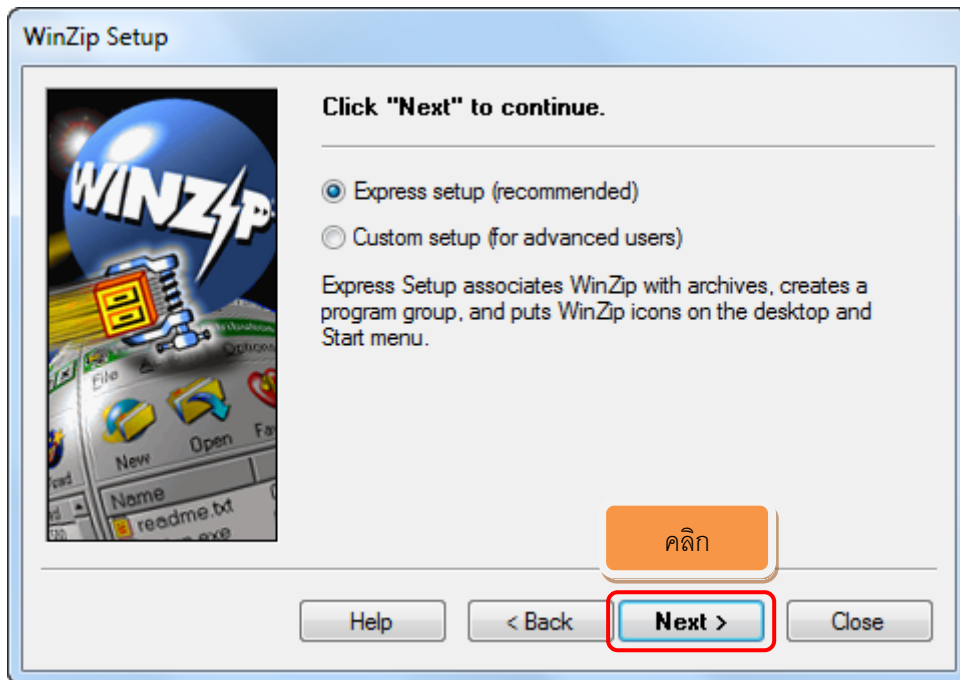 WinZip Setup
WINZIP
Click "Next" to continue.
Express setup (recommended)
Custom setup (for advanced users)
Express Setup associates WinZip with archives, creates a
program group, and puts WinZip icons on the desktop and
Start menu.
File
Options
New
Open
Name
readme.txt
คลิก
Help
< Back
Next >
Close